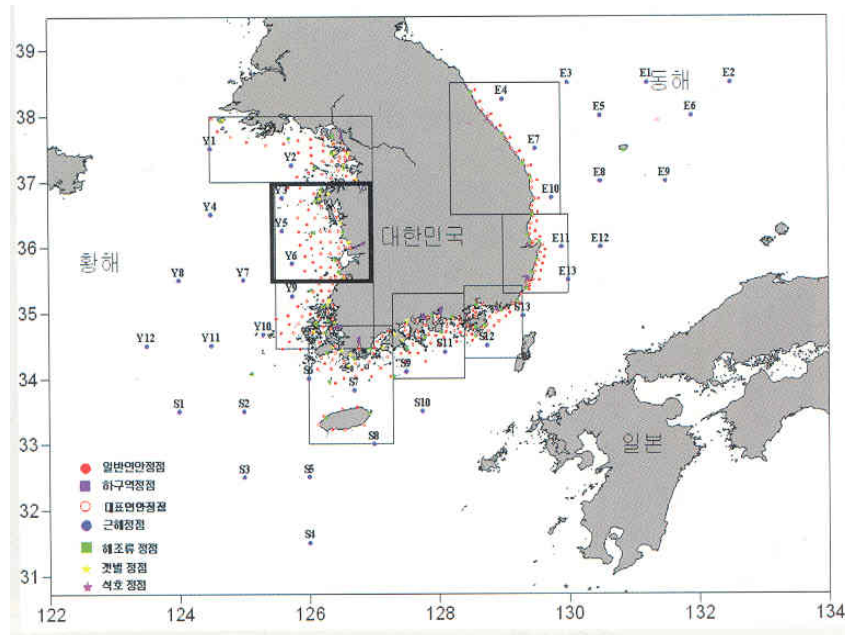 39
38
37
36
35
34
33
32
31
122
124
126
128
130
132
134
E3
E1
E2
동해
E4
E5
E6
Y1
E7
Y2
E8
E9
Y3
E10
Y4
Y5
대한민국
E11
E12
황해
Y6
Y8
Y7
E13
Y9
S13
Y12
Y11
Y10
S11
S12
S9
S7
S1
S2
S10
S8
일본
S3
S5
S4
일반연안정점
하구역정점
대표연안정점
근해정점
해조류 정점
갯벌 정점
석호 정점